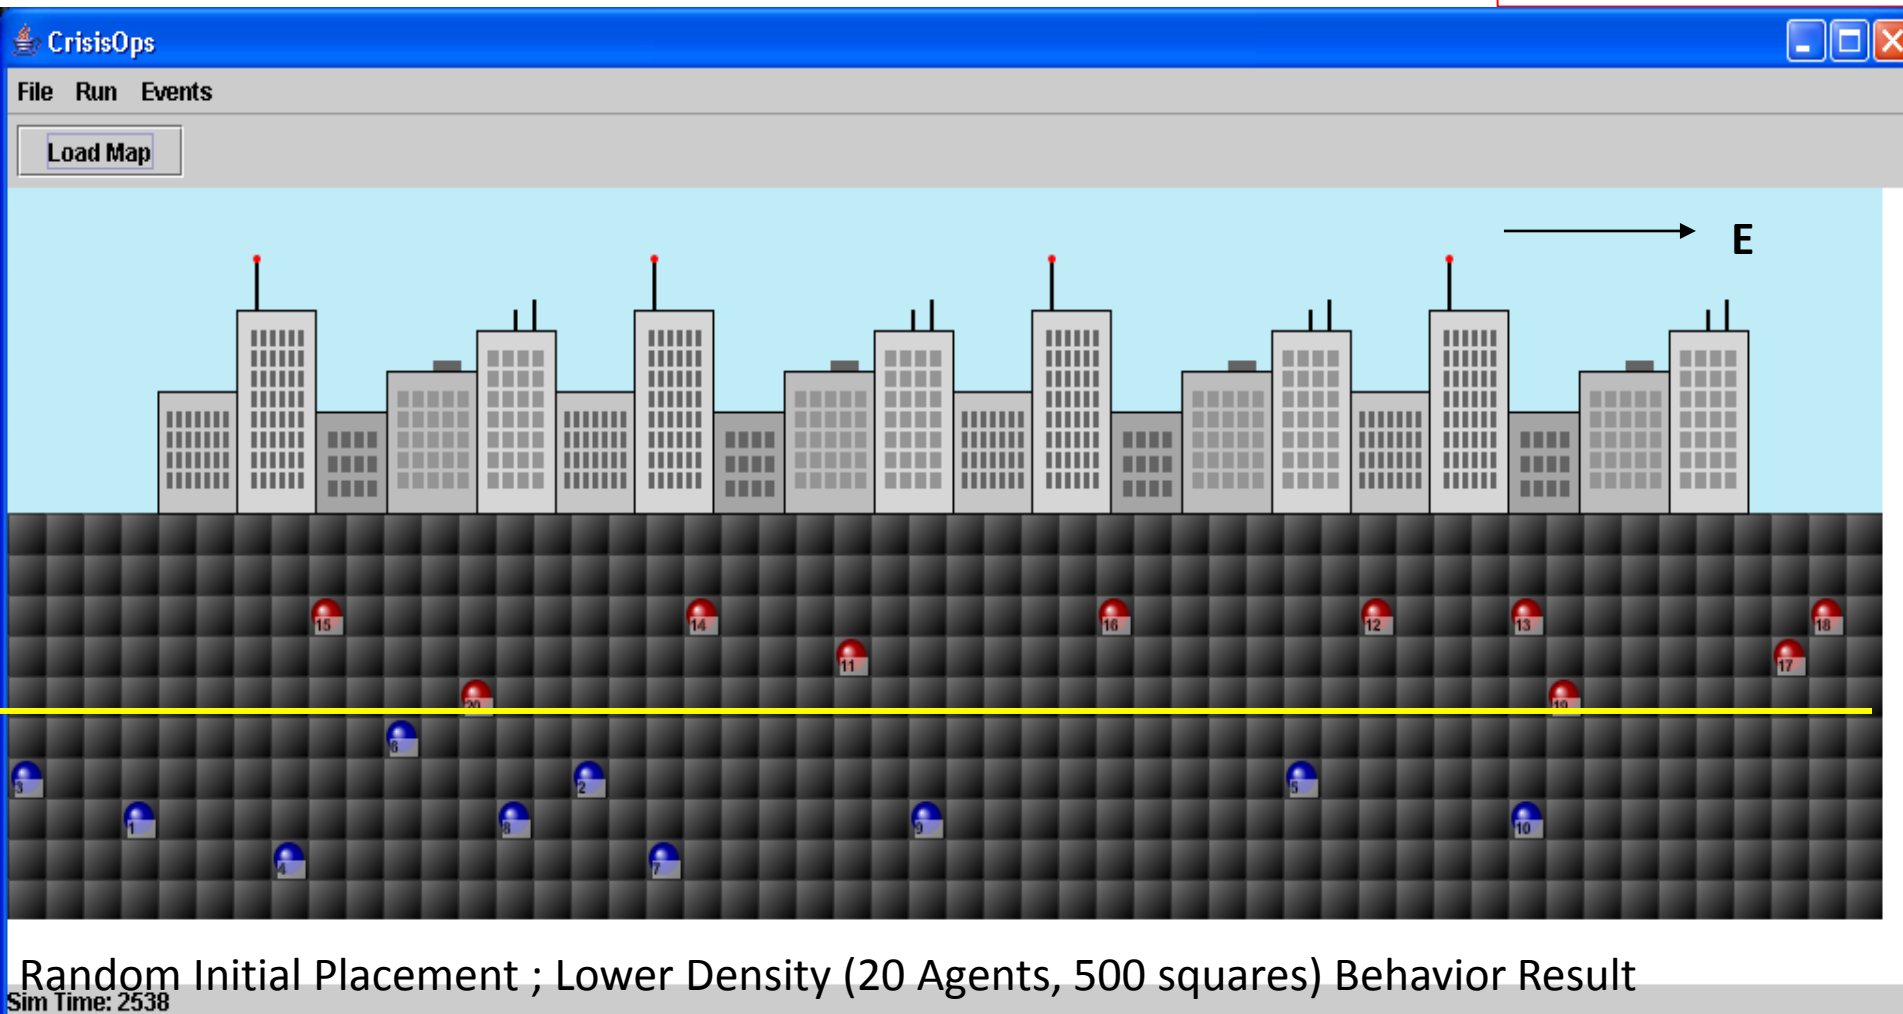 CrisisOps
File Run Events
Load Map
E
15 14 16 12 13 18
11 17
20 19
6
3 2 5
1 8 9 10
4 7
Random Initial Placement ; Lower Density (20 Agents, 500 squares) Behavior Result
Sim Time: 2538